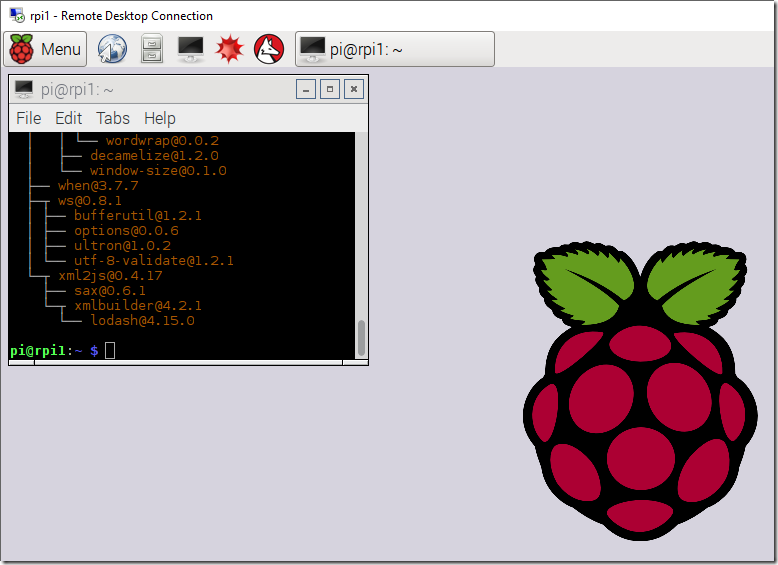 rpi1 - Remote Desktop Connection
Menu
pi@rpi1: ~
pi@rpi1: ~
File Edit Tabs Help
│   │ └── wordwrap@0.0.2
│   ├── decamelize@1.2.0
│   └── window-size@0.1.0
├── when@3.7.7
├─┬ ws@0.8.1
│ ├── bufferutil@1.2.1
│ ├── options@0.0.6
│ ├── ultron@1.0.2
│ └── utf-8-validate@1.2.1
└─┬ xml2js@0.4.17
  ├── sax@0.6.1
  └─┬ xmlbuilder@4.2.1
    └── lodash@4.15.0
pi@rpi1:~ $